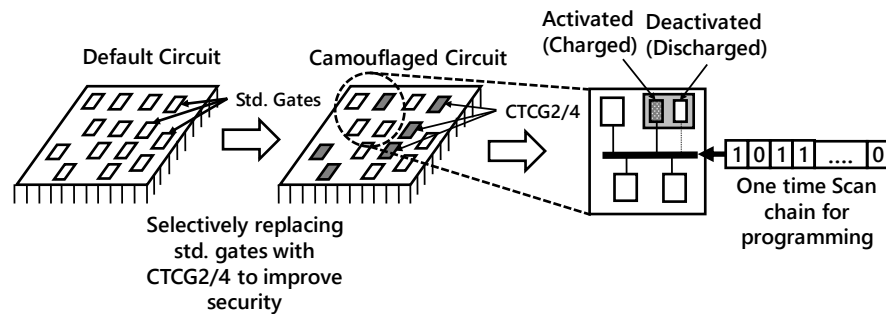 Default Circuit
Std. Gates
Selectively replacing
std. gates with
CTCG2/4 to improve
security
Camouflaged Circuit
CTCG2/4
Activated
(Charged)
Deactivated
(Discharged)
1 0 1 1 .... 0
One time Scan
chain for
programming